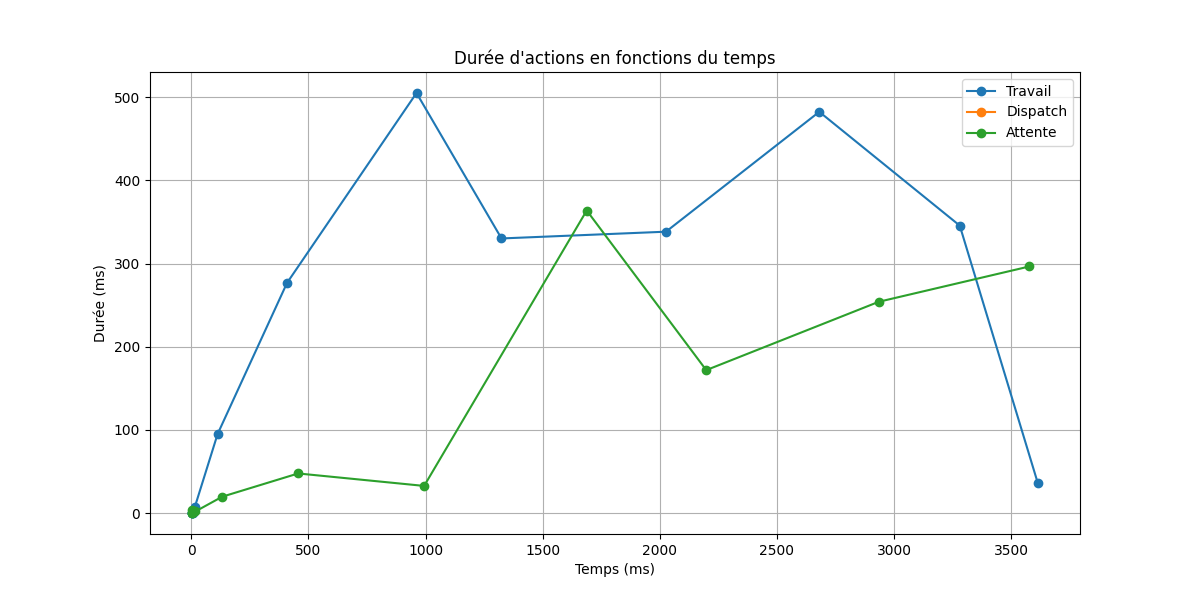 Durée d'actions en fonctions du temps
Travail
Dispatch
Attente
Durée (ms)
500
400
300
200
100
0
0 500 1000 1500 2000 2500 3000 3500
Temps (ms)